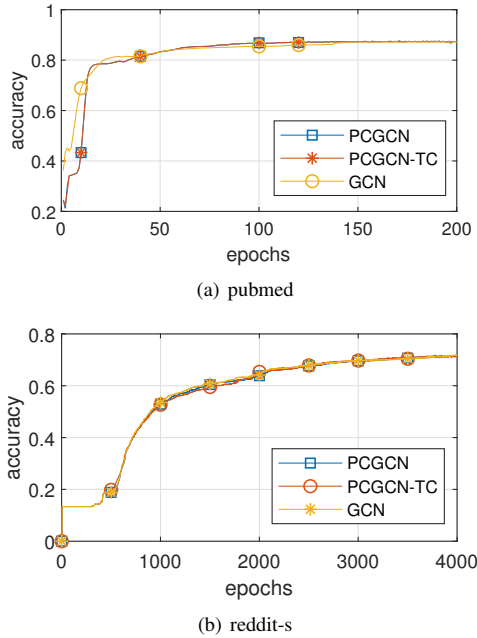 1
0.8
0.6
0.4
0.2
accuracy
PCGCN
PCGCN-TC
GCN
0 50 100 150 200
epochs
(a) pubmed
0.8
0.6
0.4
0.2
0
accuracy
PCGCN
PCGCN-TC
GCN
0 1000 2000 3000 4000
epochs
(b) reddit-s